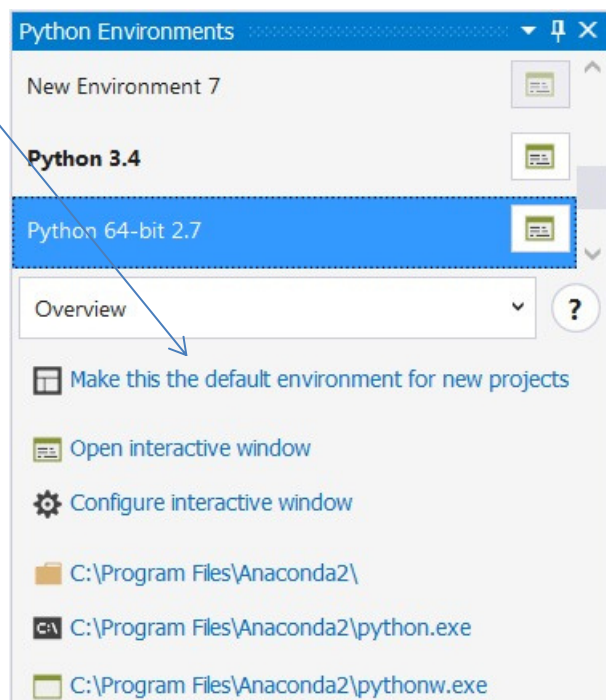 Python Environments
New Environment 7
Python 3.4
Python 64-bit 2.7
Overview
?
Make this the default environment for new projects
Open interactive window
Configure interactive window
C:\Program Files\Anaconda2\
C:\ C:\Program Files\Anaconda2\python.exe
C:\Program Files\Anaconda2\pythonw.exe